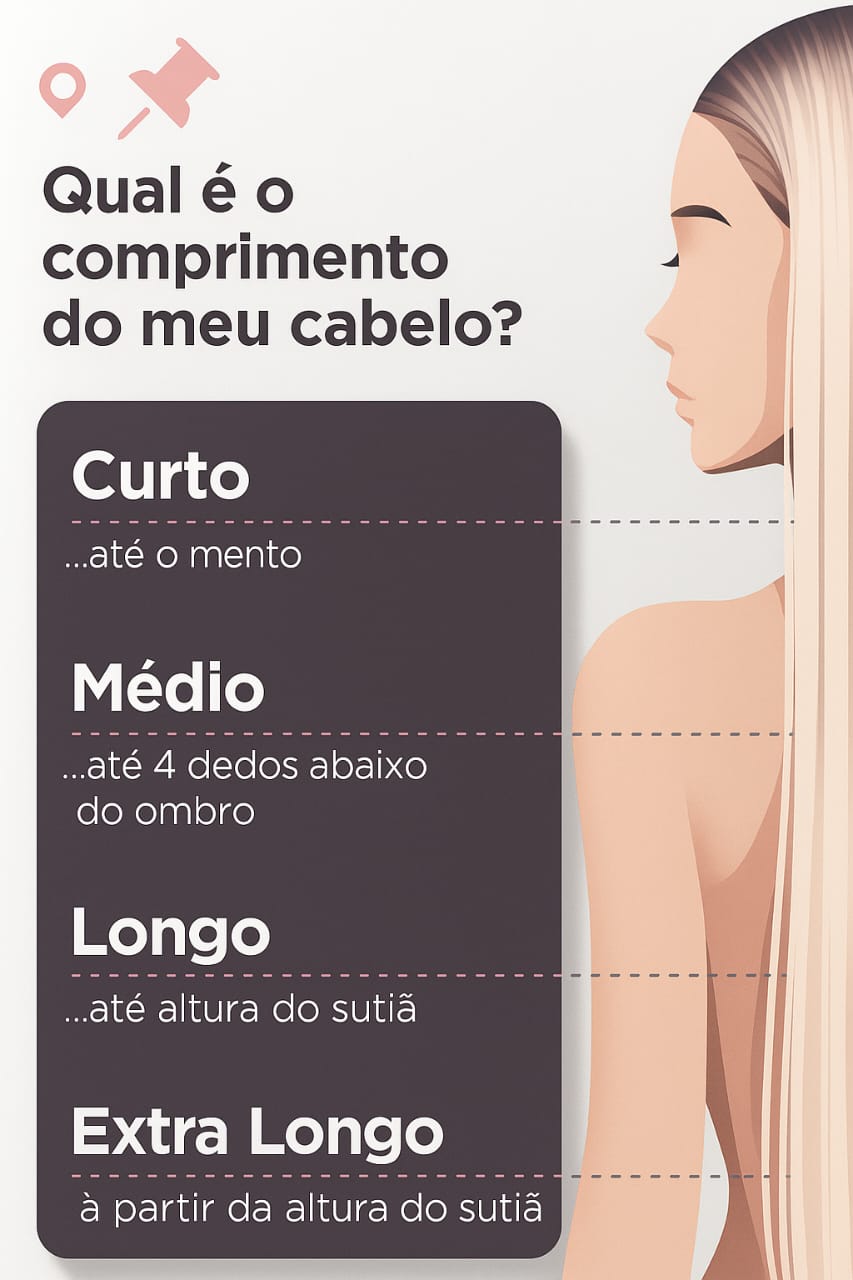 Qual é o
comprimento
do meu cabelo?
Curto
...até o mento
Médio
...até 4 dedos abaixo
do ombro
Longo
...até altura do sutiã
Extra Longo
à partir da altura do sutiã